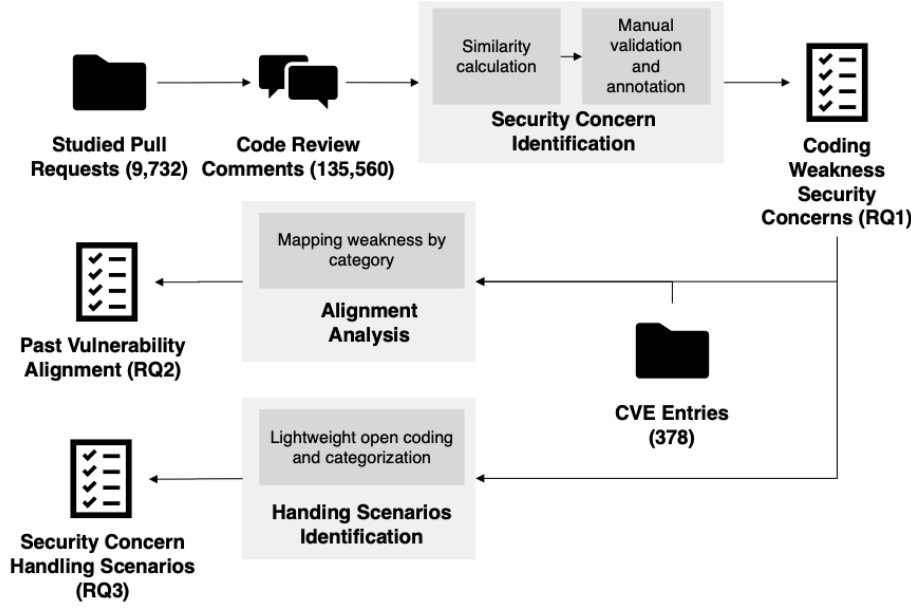 Similarity
calculation
Manual
validation
and
annotation
Security Concern
Identification
Studied Pull
Requests (9,732)
Code Review
Comments (135,560)
Coding
Weakness
Security
Concerns (RQ1)
Mapping weakness by
category
Alignment
Analysis
Past Vulnerability
Alignment (RQ2)
CVE Entries
(378)
Lightweight open coding
and categorization
Handing Scenarios
Identification
Security Concern
Handling Scenarios
(RQ3)